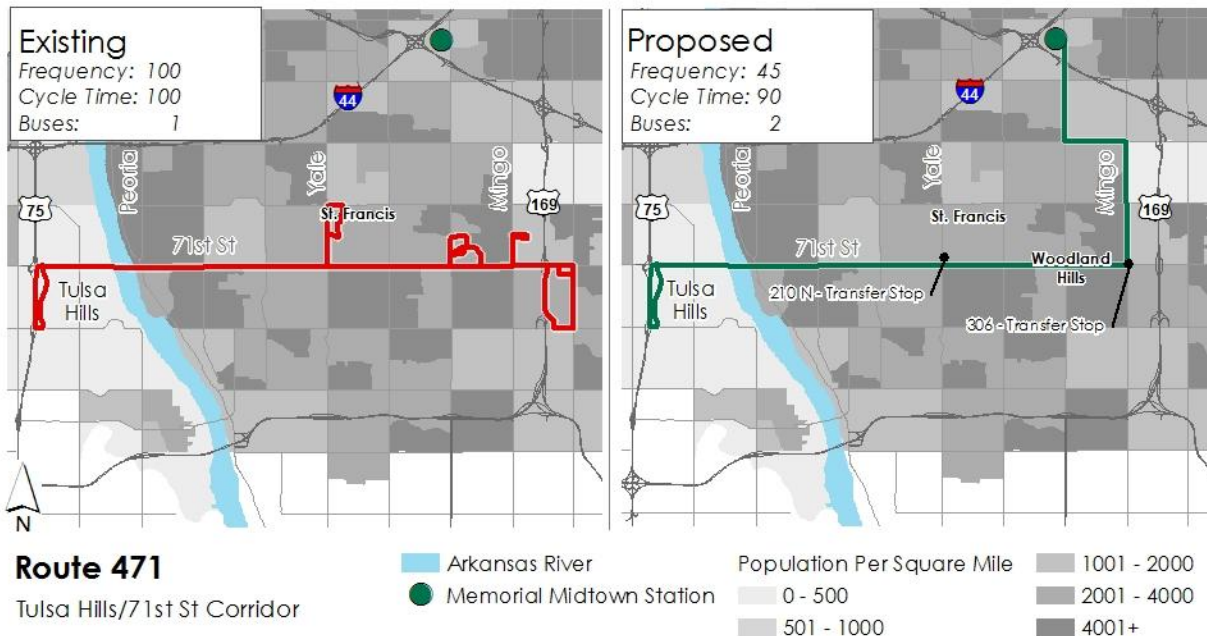 Existing
Frequency: 100
Cycle Time: 100
Buses: 1
44
Peoria
Yale
Mingo
75
St. Francis
169
71st St
Tulsa
Hills
N
Proposed
Frequency: 45
Cycle Time: 90
Buses: 2
44
Peoria
Yale
Mingo
75
St. Francis
169
71st St
Woodland
Hills
Tulsa
Hills
210 N - Transfer Stop
306 - Transfer Stop
Route 471
Tulsa Hills/71st St Corridor
Arkansas River
Memorial Midtown Station
Population Per Square Mile
0 - 500
501 - 1000
1001 - 2000
2001 - 4000
4001+